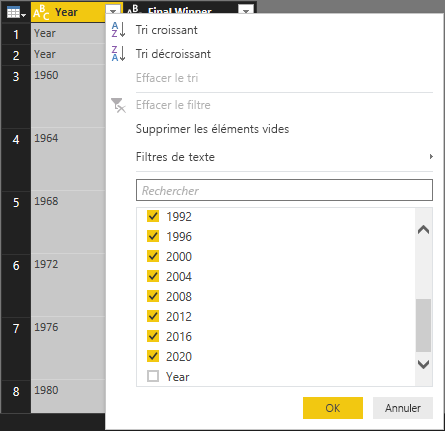 Year Final Winner
1 Year
2 Year
3 1960
4 1964
5 1968
6 1972
7 1976
8 1980
Tri croissant
Tri décroissant
Effacer le tri
Effacer le filtre
Supprimer les éléments vides
Filtres de texte
Rechercher
1992
1996
2000
2004
2008
2012
2016
2020
Year
OK Annuler